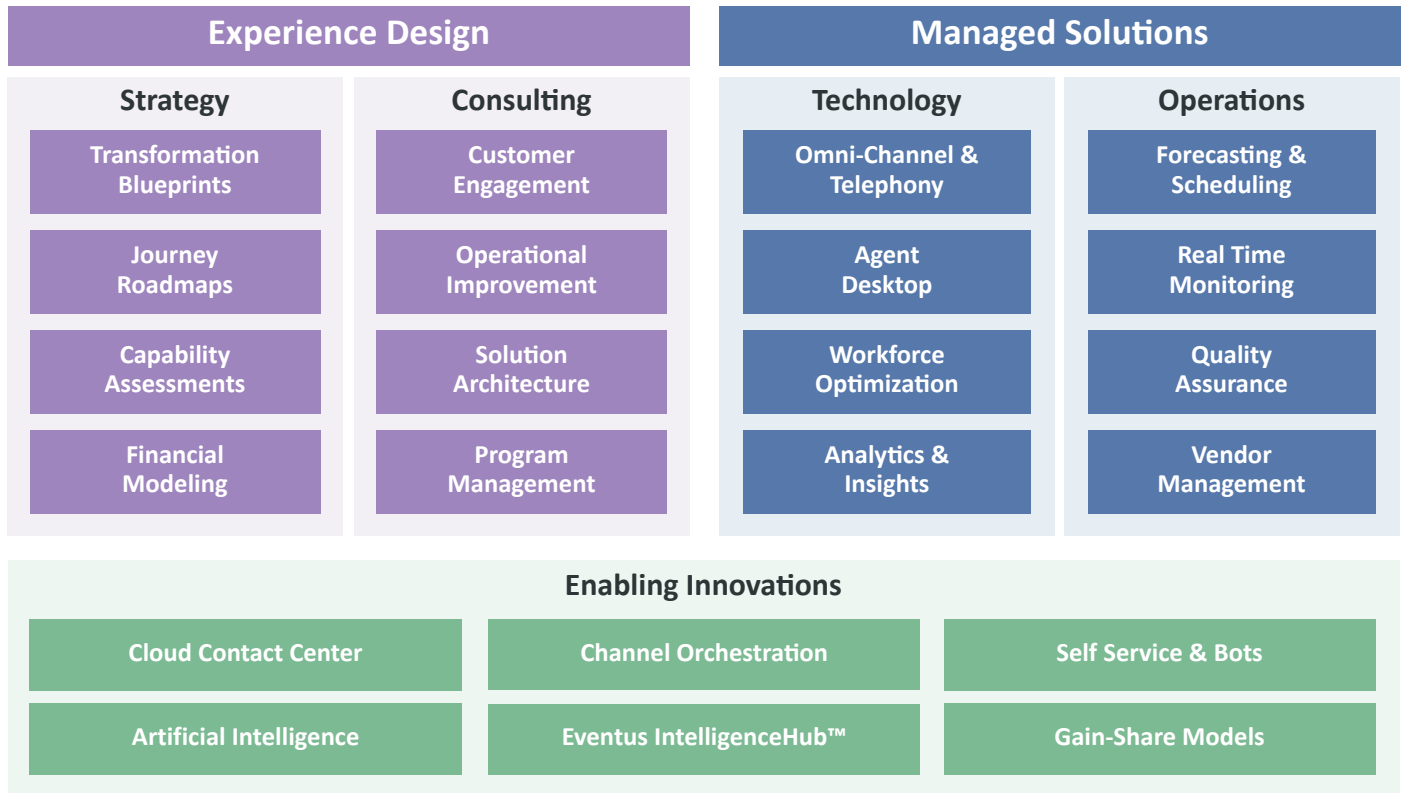 Experience Design
Strategy
Transformation
Blueprints
Journey
Roadmaps
Capability
Assessments
Financial
Modeling
Consulting
Customer
Engagement
Operational
Improvement
Solution
Architecture
Program
Management
Managed Solutions
Technology
Omni-Channel &
Telephony
Agent
Desktop
Workforce
Optimization
Analytics &
Insights
Operations
Forecasting &
Scheduling
Real Time
Monitoring
Quality
Assurance
Vendor
Management
Enabling Innovations
Cloud Contact Center
Channel Orchestration
Self Service & Bots
Artificial Intelligence
Eventus IntelligenceHub™
Gain-Share Models